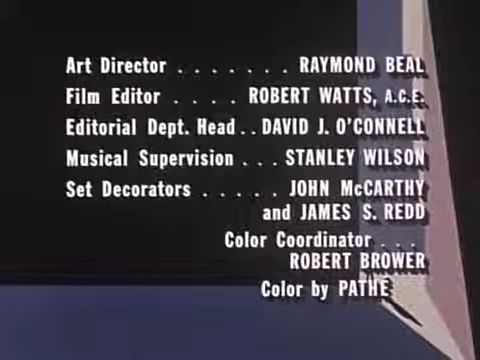 Art Director . . . . . . . RAYMOND BEAL
Film Editor . . . . ROBERT WATTS, A.C.E.
Editorial Dept. Head . . DAVID J. O'CONNELL
Musical Supervision . . . STANLEY WILSON
Set Decorators . . . . . JOHN McCARTHY
and JAMES S. REDD
Color Coordinator . . .
ROBERT BROWER
Color by PATHE